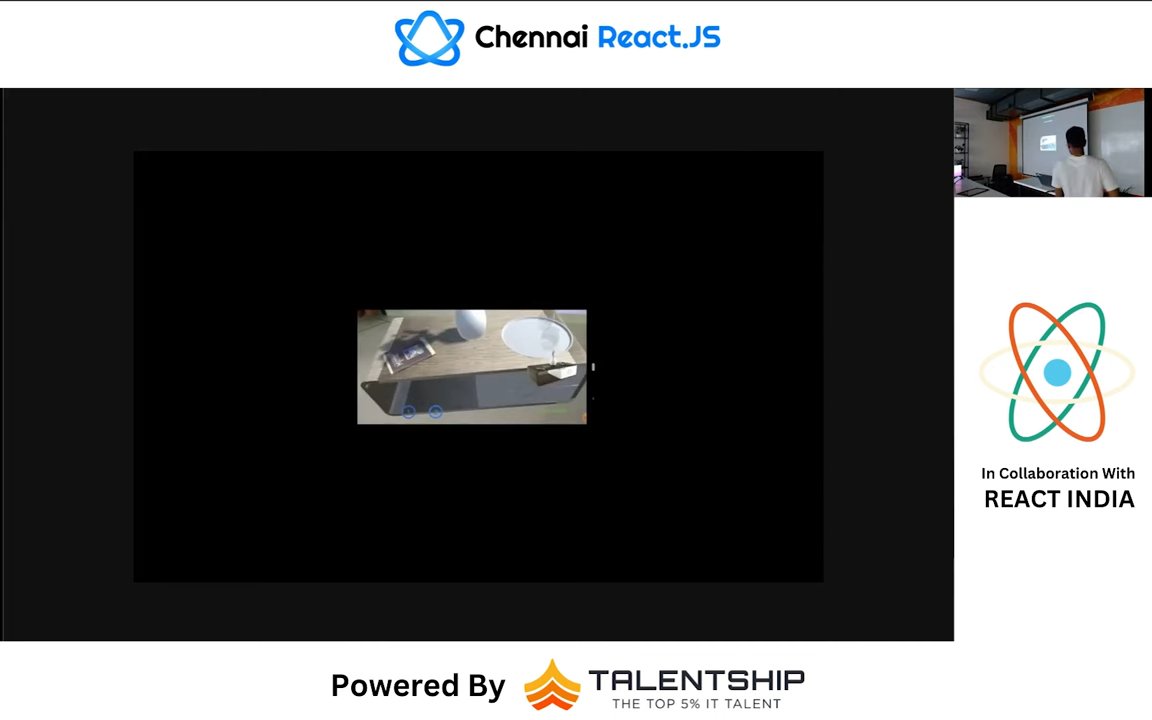 Chennai React.JS
In Collaboration With
REACT INDIA
Powered By
TALENTSHIP
THE TOP 5% IT TALENT